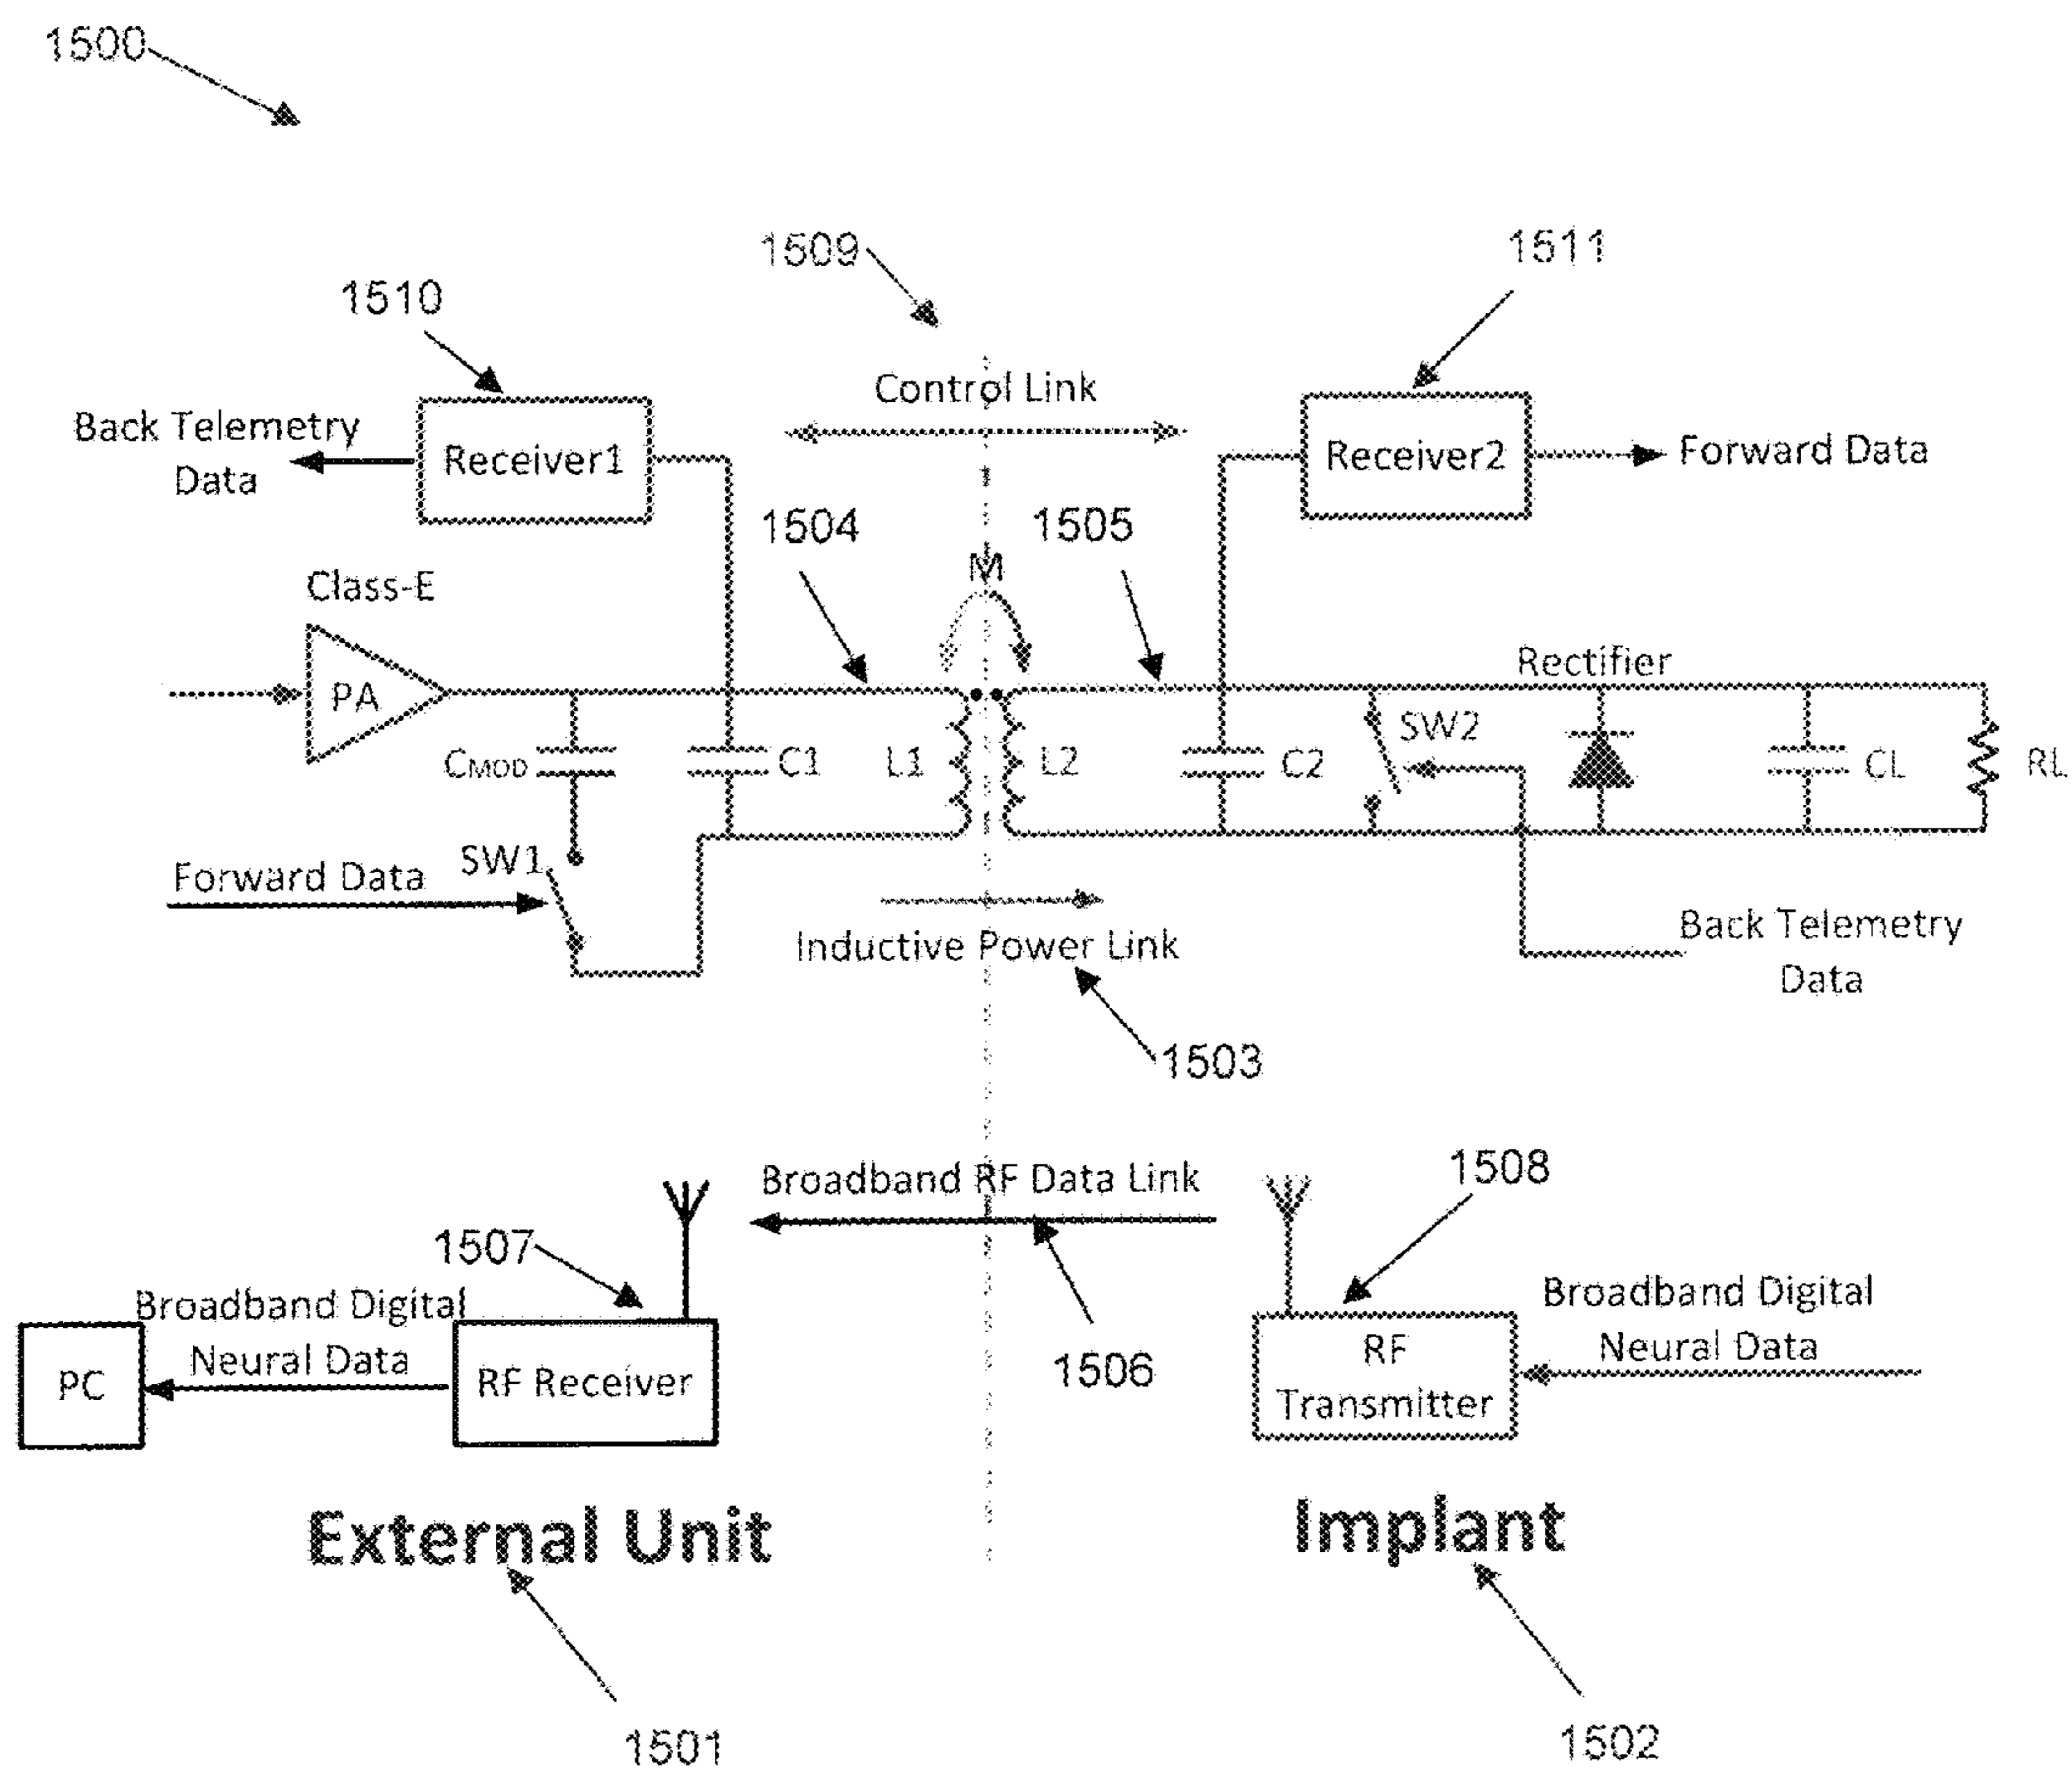 1500
1509
1511
1510
Control Link
Back Telemetry
Data
Receiver1
Receiver2
Forward Data
1504
1505
M
Class-E
PA
Rectifier
SW2
CMOD
C1
L1
L2
C2
CL
RL
SW1
Forward Data
Inductive Power Link
Back Telemetry
Data
1503
Broadband RF Data Link
1508
1507
Broadband Digital
Neural Data
PC
RF Receiver
1506
RF
Transmitter
Broadband Digital
Neural Data
External Unit
Implant
1501
1502